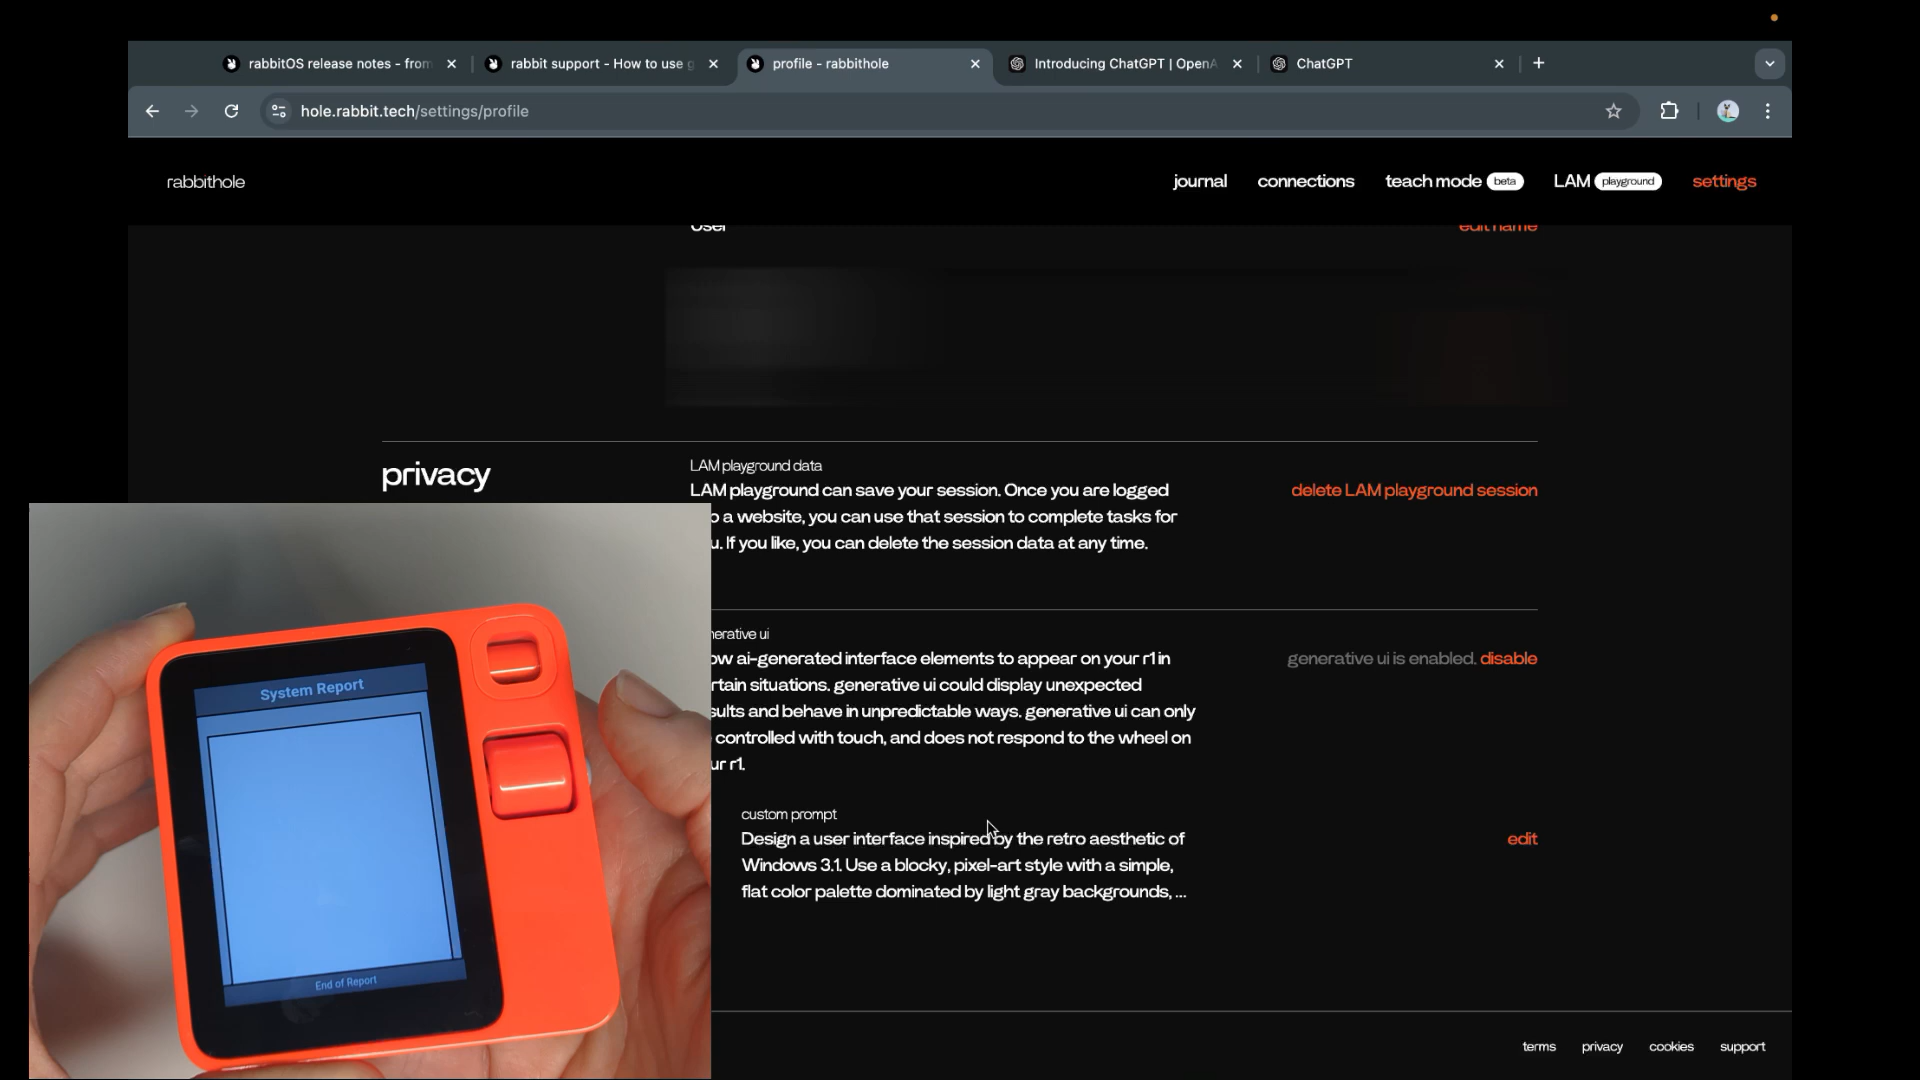 rabbitOS release notes - from
rabbit support - How to use g
profile - rabbithole
Introducing ChatGPT | OpenA
ChatGPT
hole.rabbit.tech/settings/profile
rabbithole
journal
connections
teach mode beta
LAM playground
settings
User
edit name
privacy
LAM playground data
LAM playground can save your session. Once you are logged
o a website, you can use that session to complete tasks for
u. If you like, you can delete the session data at any time.
delete LAM playground session
nerative ui
ow ai-generated interface elements to appear on your r1 in
rtain situations. generative ui could display unexpected
sults and behave in unpredictable ways. generative ui can only
controlled with touch, and does not respond to the wheel on
ur r1.
generative ui is enabled. disable
custom prompt
Design a user interface inspired by the retro aesthetic of
Windows 3.1. Use a blocky, pixel-art style with a simple,
flat color palette dominated by light gray backgrounds, ...
edit
System Report
End of Report
terms
privacy
cookies
support